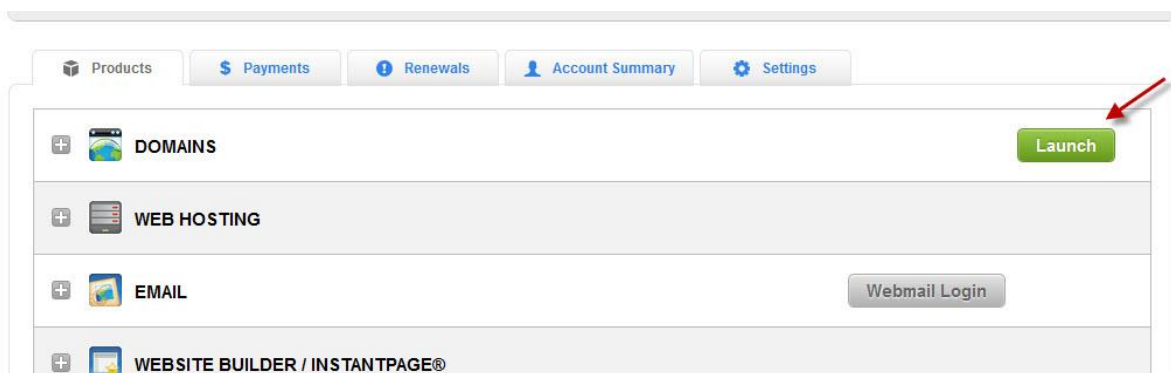 Products $ Payments Renewals Account Summary Settings
DOMAINS Launch
WEB HOSTING
EMAIL Webmail Login
WEBSITE BUILDER / INSTANTPAGE®